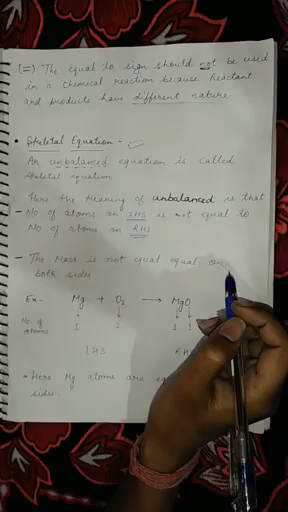 (=) The equal to sign should not be used
in a chemical reaction because Reactant
and products have different nature.
• Skeletal Equation -
An unbalanced equation is called
skeletal equation
Here the Meaning of unbalanced is that
- No of atoms on LHS is not equal to
No of atoms on RHS
- The Mass is not equal equal on
both sides
Ex- Mg + O2 → MgO
No. of atoms 1 2 1 1
LHS
* Here Mg atoms are
sides.